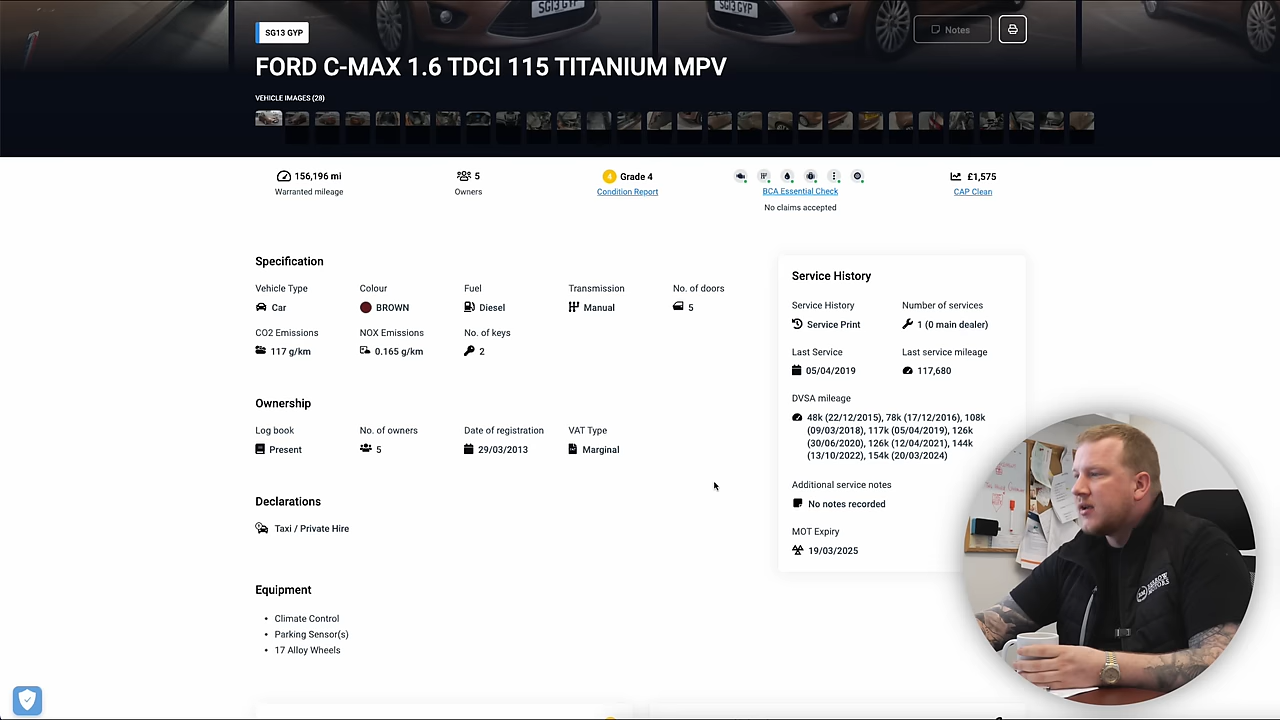 SG13 GYP
SG13 GYP
SG13 GYP
Notes
FORD C-MAX 1.6 TDCI 115 TITANIUM MPV
VEHICLE IMAGES (28)
156,196 mi
Warranted mileage
5
Owners
4 Grade 4
Condition Report
BCA Essential Check
No claims accepted
£1,575
CAP Clean
Specification
Vehicle Type
Colour
Fuel
Transmission
No. of doors
Car
BROWN
Diesel
Manual
5
CO2 Emissions
NOX Emissions
No. of keys
117 g/km
0.165 g/km
2
Ownership
Log book
No. of owners
Date of registration
VAT Type
Present
5
29/03/2013
Marginal
Declarations
Taxi / Private Hire
Equipment
• Climate Control
• Parking Sensor(s)
• 17 Alloy Wheels
Service History
Service History
Number of services
Service Print
1 (0 main dealer)
Last Service
Last service mileage
05/04/2019
117,680
DVSA mileage
48k (22/12/2015), 78k (17/12/2016), 108k
(09/03/2018), 117k (05/04/2019), 126k
(30/06/2020), 126k (12/04/2021), 144k
(13/10/2022), 154k (20/03/2024)
Additional service notes
No notes recorded
MOT Expiry
19/03/2025
MOTORS